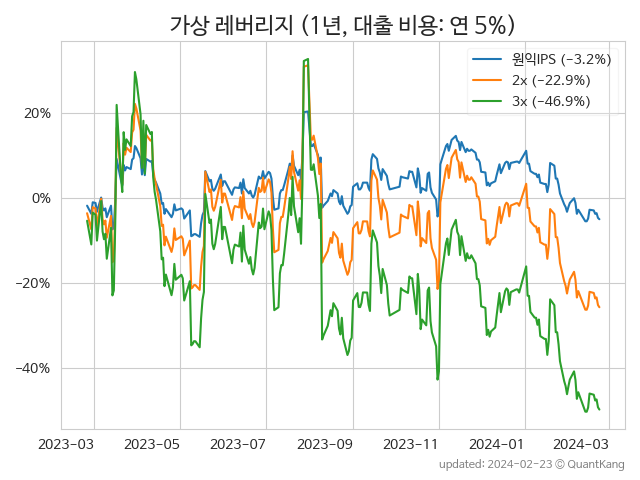 가상 레버리지 (1년, 대출 비용: 연 5%)
원익IPS (−3.2%)
2x (−22.9%)
3x (−46.9%)
20%
0%
−20%
−40%
2023-03 2023-05 2023-07 2023-09 2023-11 2024-01 2024-03
updated: 2024-02-23 ⓒ QuantKang